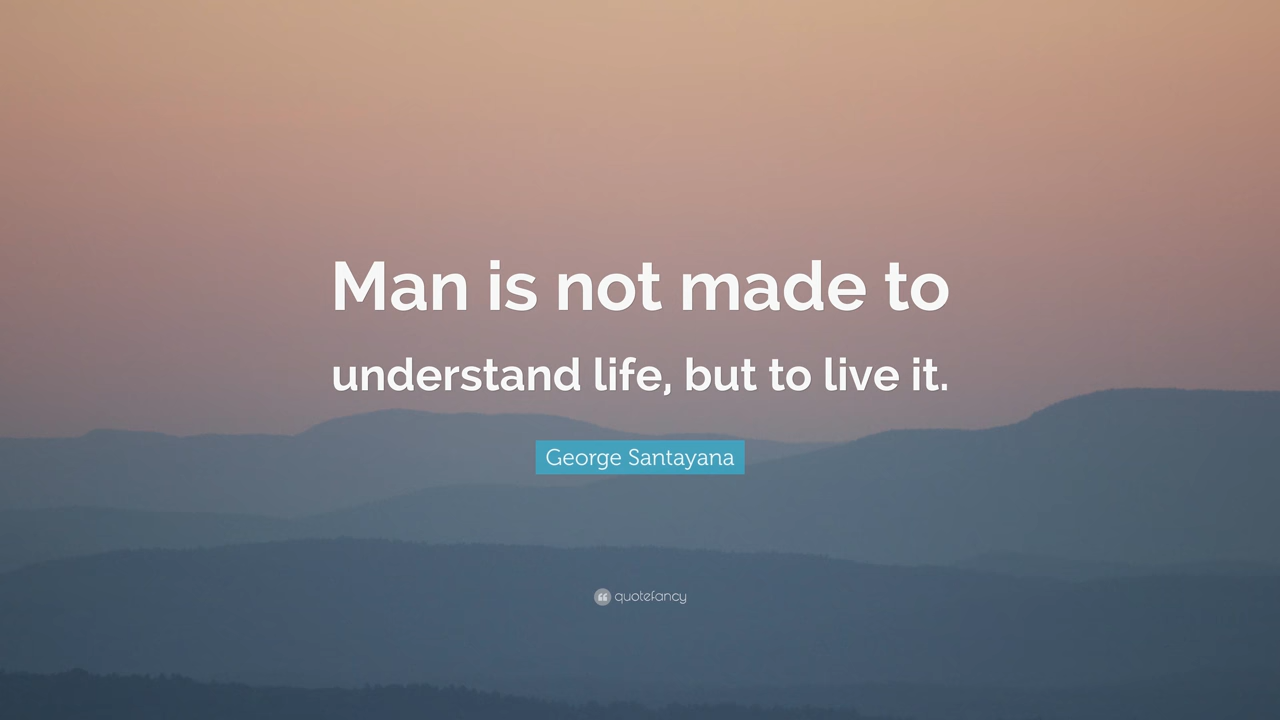 Man is not made to
understand life, but to live it.
George Santayana
quotefancy